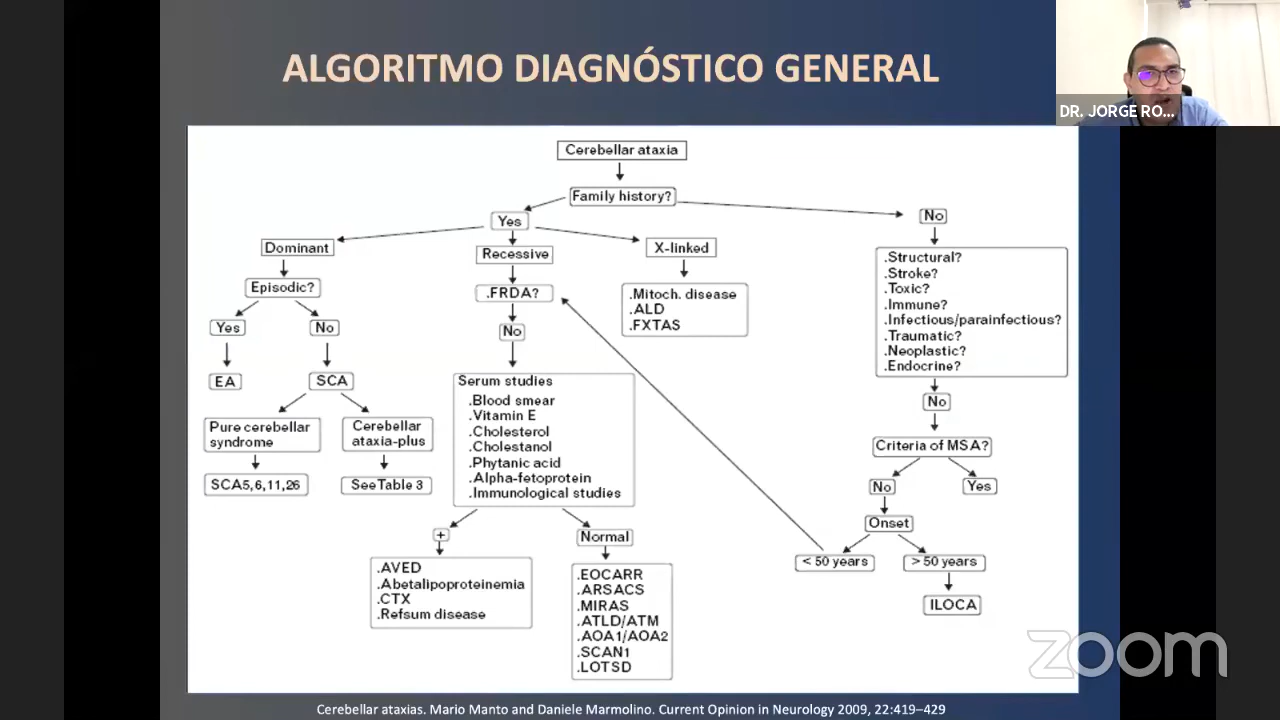 ALGORITMO DIAGNÓSTICO GENERAL
DR. JORGE RO...
Cerebellar ataxia
Family history?
Yes
No
Dominant
Recessive
X-linked
Episodic?
.FRDA?
.Mitoch. disease
.ALD
.FXTAS
.Structural?
.Stroke?
.Toxic?
.Immune?
.Infectious/parainfectious?
.Traumatic?
.Neoplastic?
.Endocrine?
Yes
No
No
EA
SCA
Serum studies
.Blood smear
.Vitamin E
.Cholesterol
.Cholestanol
.Phytanic acid
.Alpha-fetoprotein
.Immunological studies
No
Pure cerebellar
syndrome
Cerebellar
ataxia-plus
Criteria of MSA?
SCA5,6,11,26
See Table 3
No
Yes
Onset
+
Normal
< 50 years
> 50 years
.AVED
.Abetalipoproteinemia
.CTX
.Refsum disease
.EOCARR
.ARSACS
.MIRAS
.ATLD/ATM
.AOA1/AOA2
.SCAN1
.LOTSD
ILOCA
zoom
Cerebellar ataxias. Mario Manto and Daniele Marmolino. Current Opinion in Neurology 2009, 22:419–429